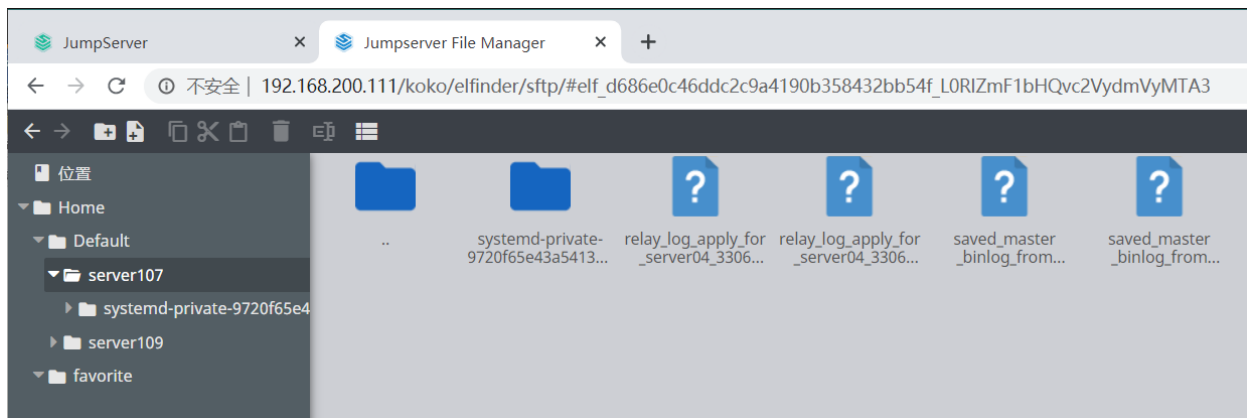 JumpServer
Jumpserver File Manager
不安全 | 192.168.200.111/koko/elfinder/sftp/#elf_d686e0c46ddc2c9a4190b358432bb54f_L0RlZmF1bHQvc2VydmVyMTA3
位置
Home
Default
server107
systemd-private-9720f65e4
server109
favorite
..
systemd-private-
9720f65e43a5413...
relay_log_apply_for
_server04_3306...
relay_log_apply_for
_server04_3306...
saved_master
_binlog_from...
saved_master
_binlog_from...